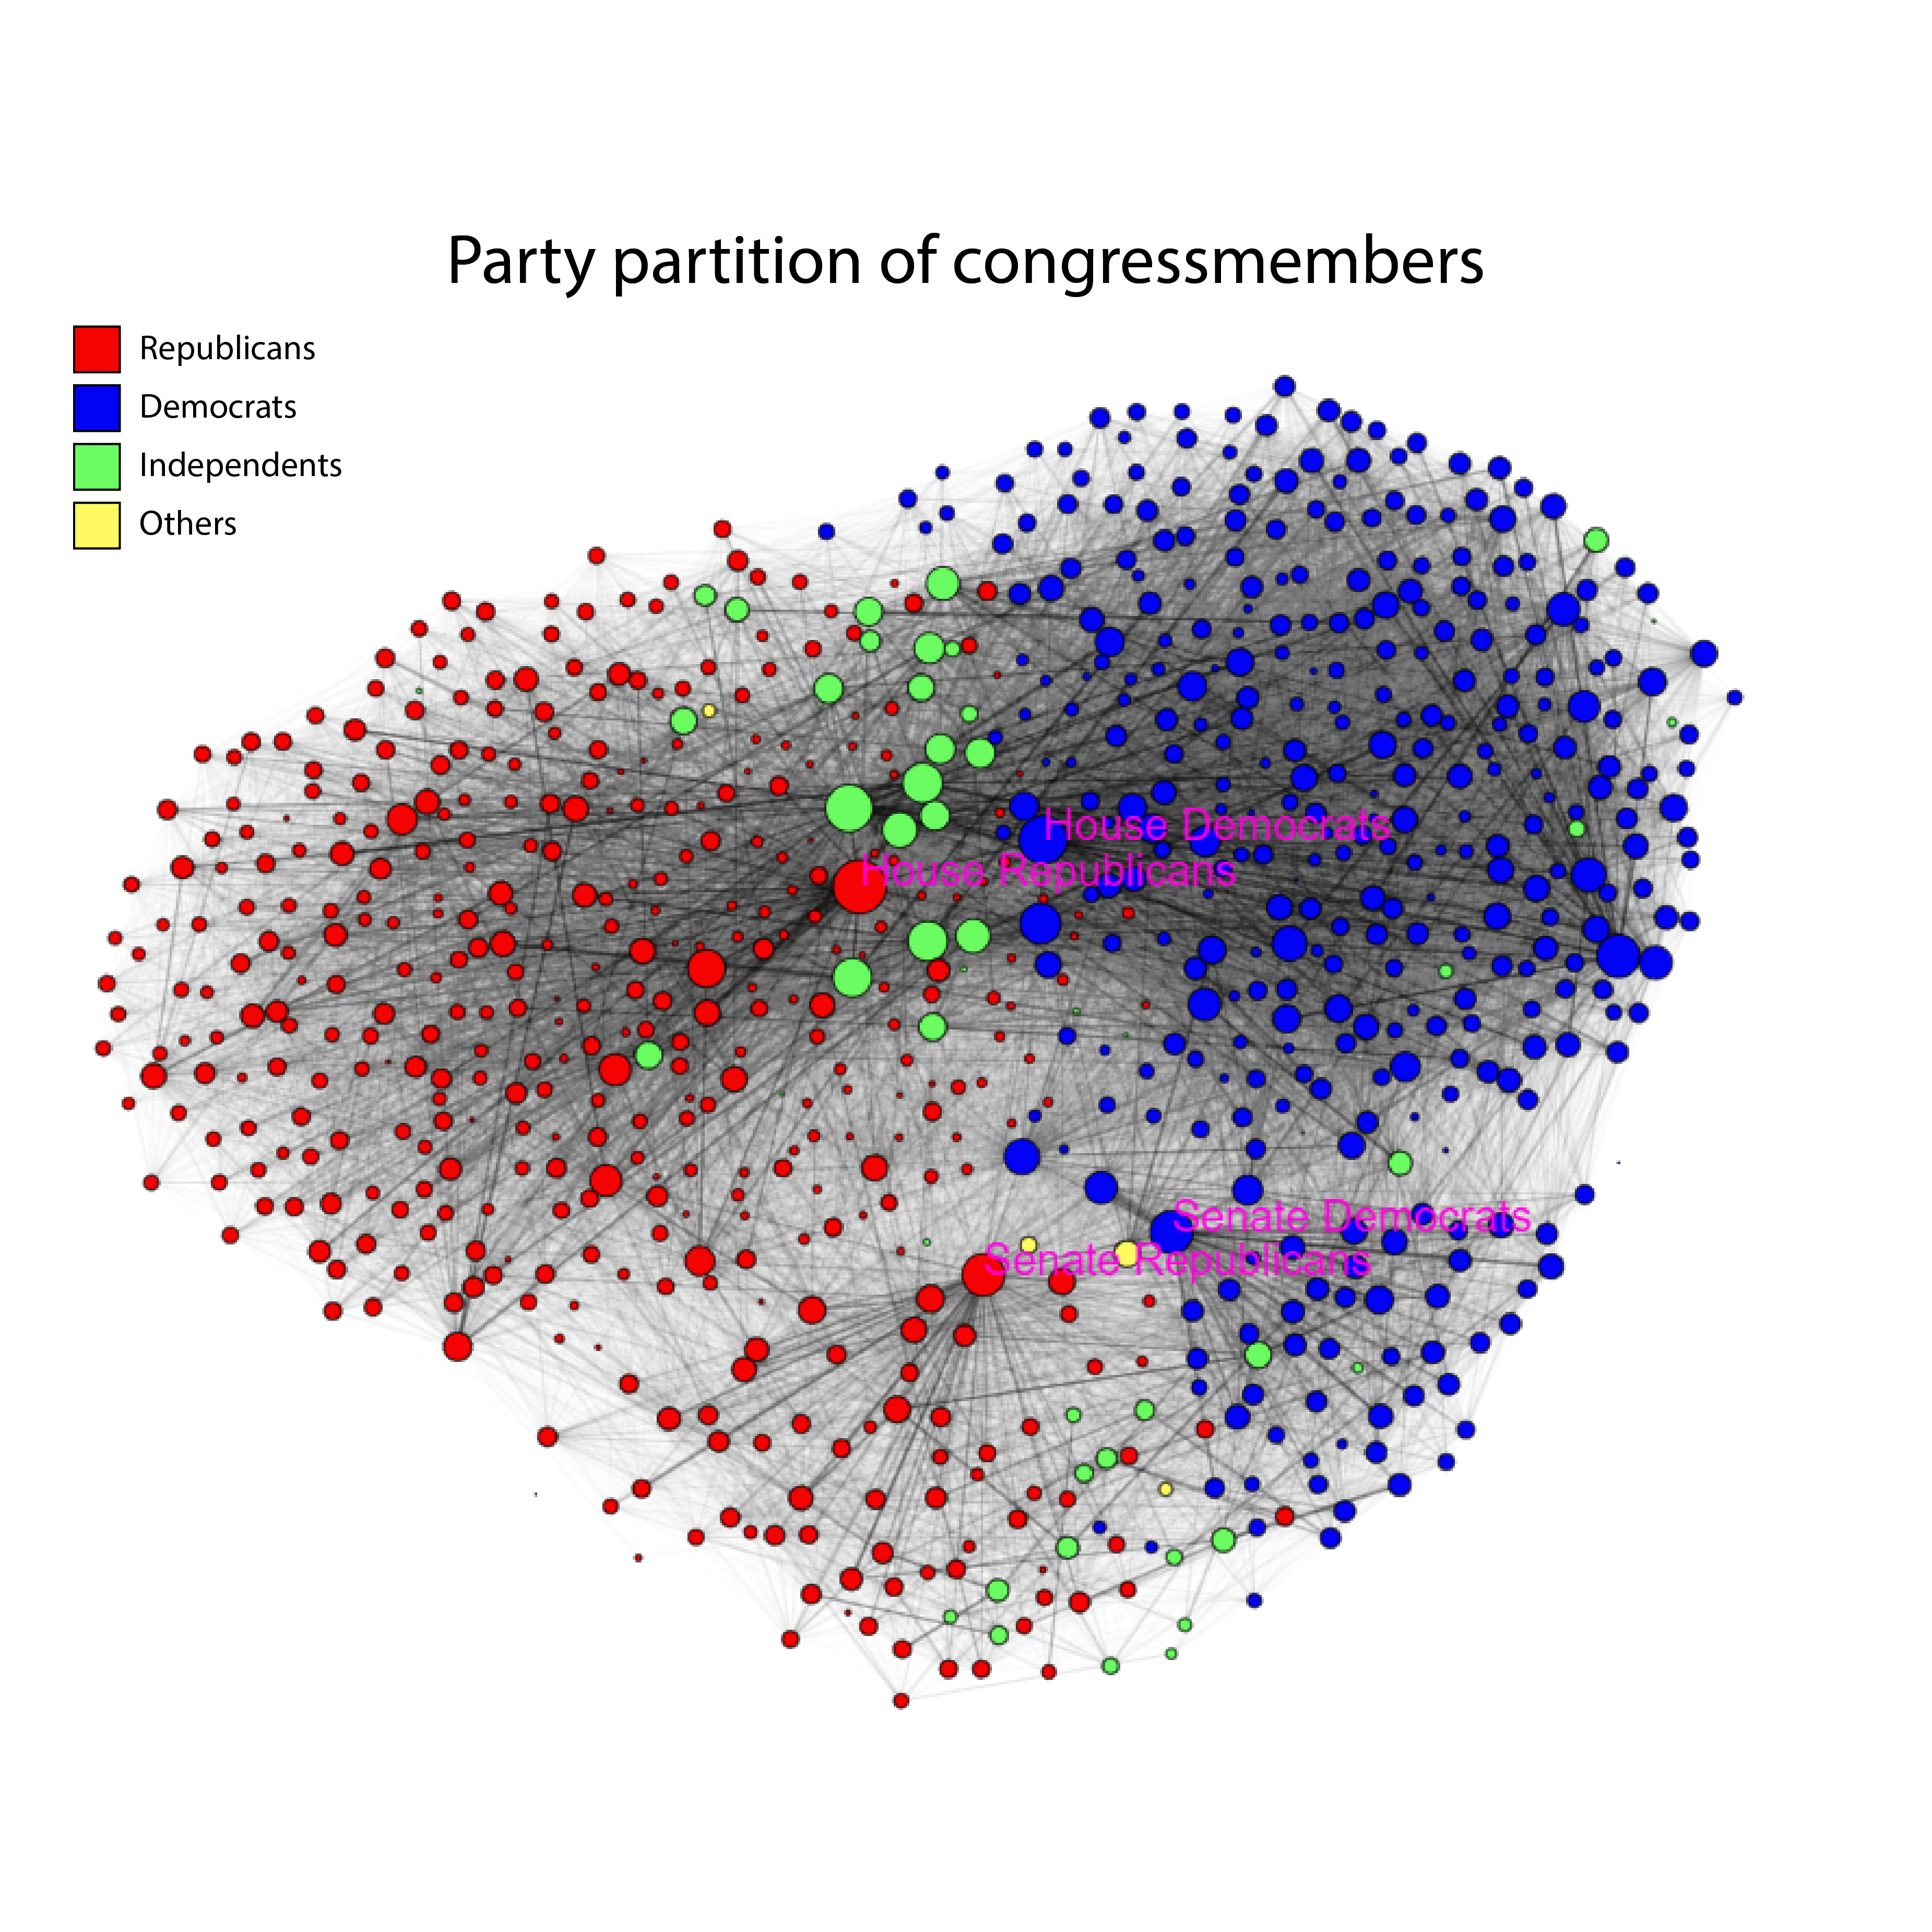 Party partition of congressmembers
Republicans
Democrats
Independents
Others
House Democrats
House Republicans
Senate Democrats
Senate Republicans